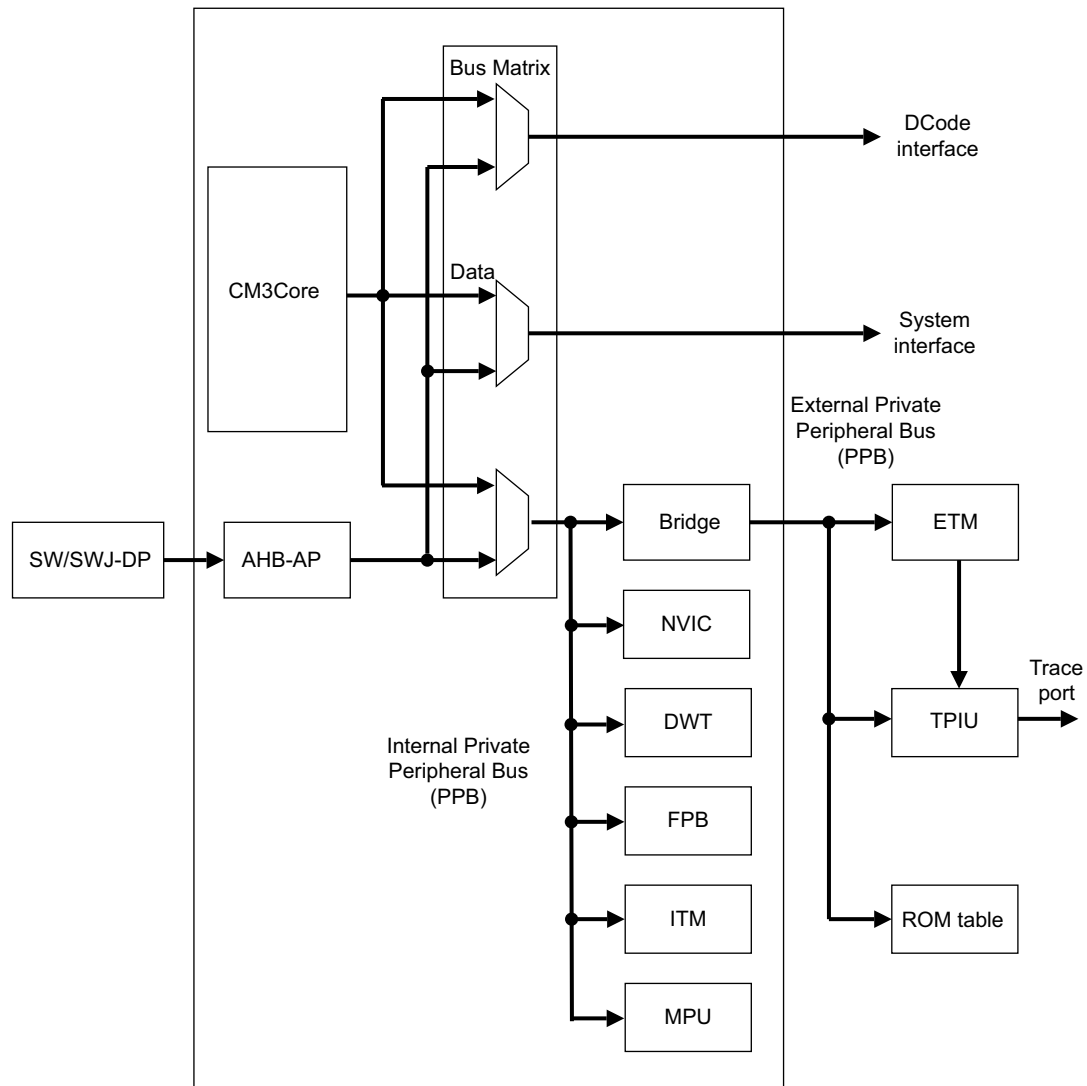 Bus Matrix
DCode
interface
CM3Core
Data
System
interface
External Private
Peripheral Bus
(PPB)
SW/SWJ-DP
AHB-AP
Bridge
ETM
NVIC
Trace
port
DWT
TPIU
Internal Private
Peripheral Bus
(PPB)
FPB
ITM
ROM table
MPU